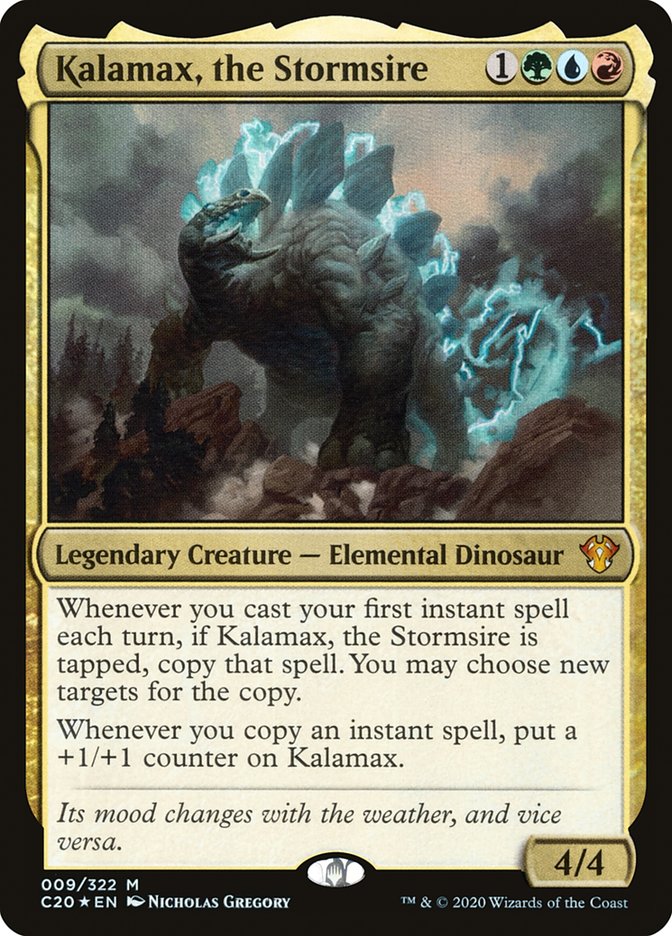 Kalamax, the Stormsire 1
Legendary Creature — Elemental Dinosaur
Whenever you cast your first instant spell
each turn, if Kalamax, the Stormsire is
tapped, copy that spell. You may choose new
targets for the copy.
Whenever you copy an instant spell, put a
+1/+1 counter on Kalamax.
Its mood changes with the weather, and vice
versa.
4/4
009/322 M
C20★EN Nicholas Gregory
™ & © 2020 Wizards of the Coast